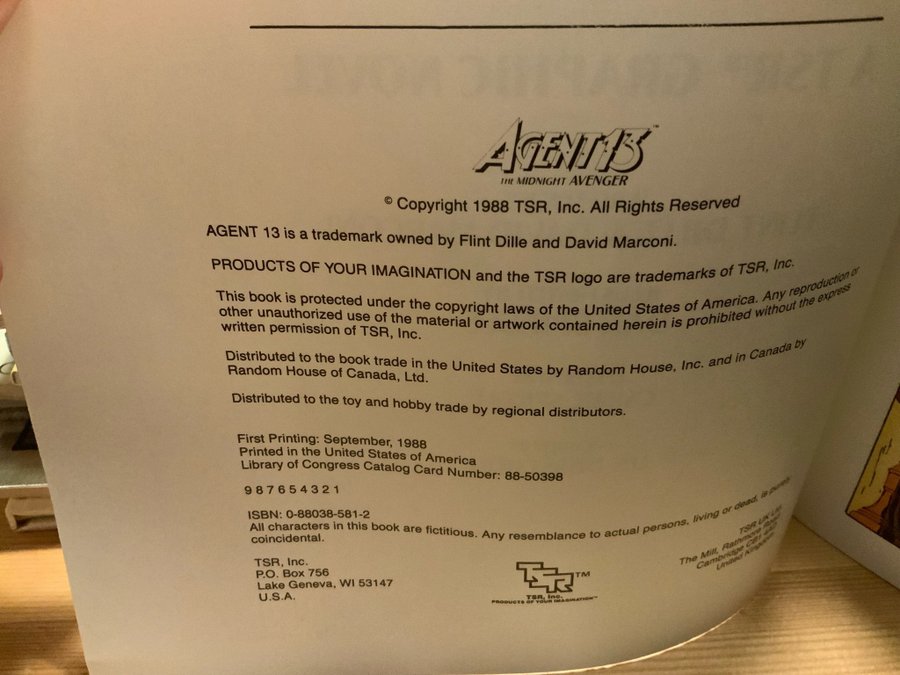 A TSR® GRAPHIC NOVEL
AGENT 13™
THE MIDNIGHT AVENGER
© Copyright 1988 TSR, Inc. All Rights Reserved
AGENT 13 is a trademark owned by Flint Dille and David Marconi.
PRODUCTS OF YOUR IMAGINATION and the TSR logo are trademarks of TSR, Inc.
This book is protected under the copyright laws of the United States of America. Any reproduction or
other unauthorized use of the material or artwork contained herein is prohibited without the express
written permission of TSR, Inc.
Distributed to the book trade in the United States by Random House, Inc. and in Canada by
Random House of Canada, Ltd.
Distributed to the toy and hobby trade by regional distributors.
First Printing: September, 1988
Printed in the United States of America
Library of Congress Catalog Card Number: 88-50398
9 8 7 6 5 4 3 2 1
ISBN: 0-88038-581-2
All characters in this book are fictitious. Any resemblance to actual persons, living or dead, is purely
coincidental.
TSR, Inc.
P.O. Box 756
Lake Geneva, WI 53147
U.S.A.
TSR™
TSR, Inc.
PRODUCTS OF YOUR IMAGINATION™
TSR UK Ltd.
The Mill, Rathmore Road
Cambridge CB1 4AD
United Kingdom